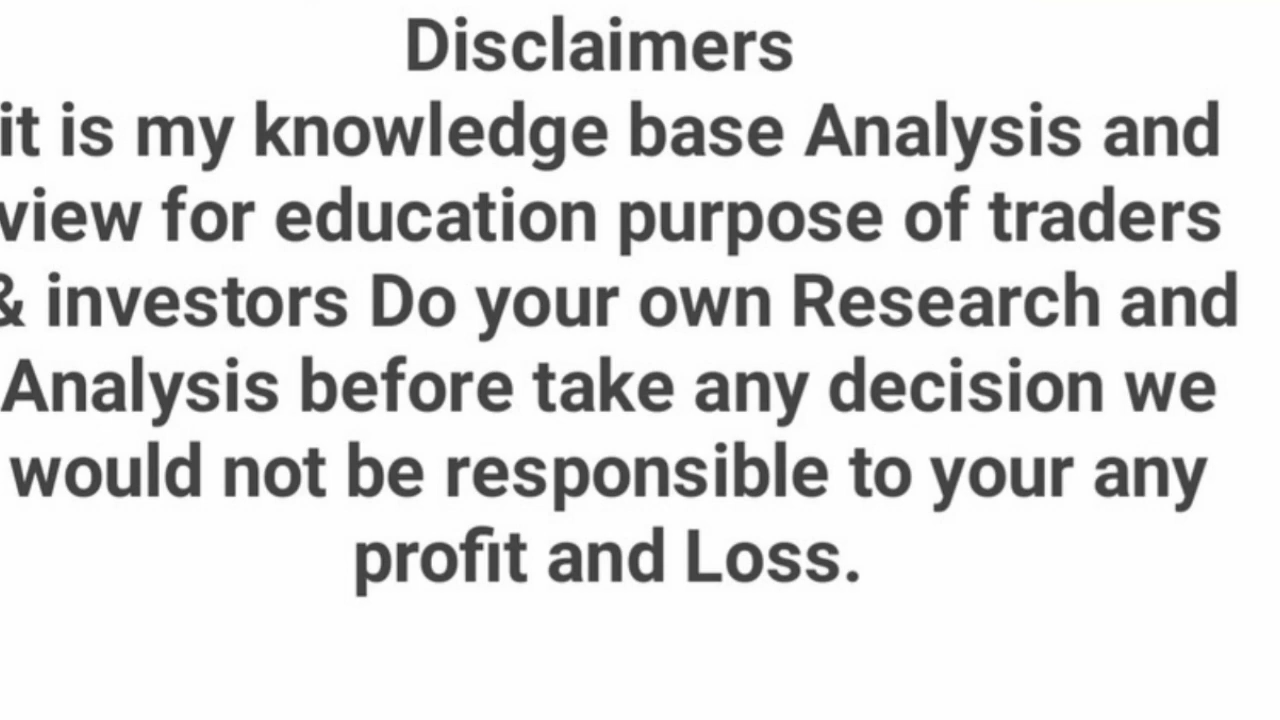 Disclaimers
it is my knowledge base Analysis and
view for education purpose of traders
& investors Do your own Research and
Analysis before take any decision we
would not be responsible to your any
profit and Loss.